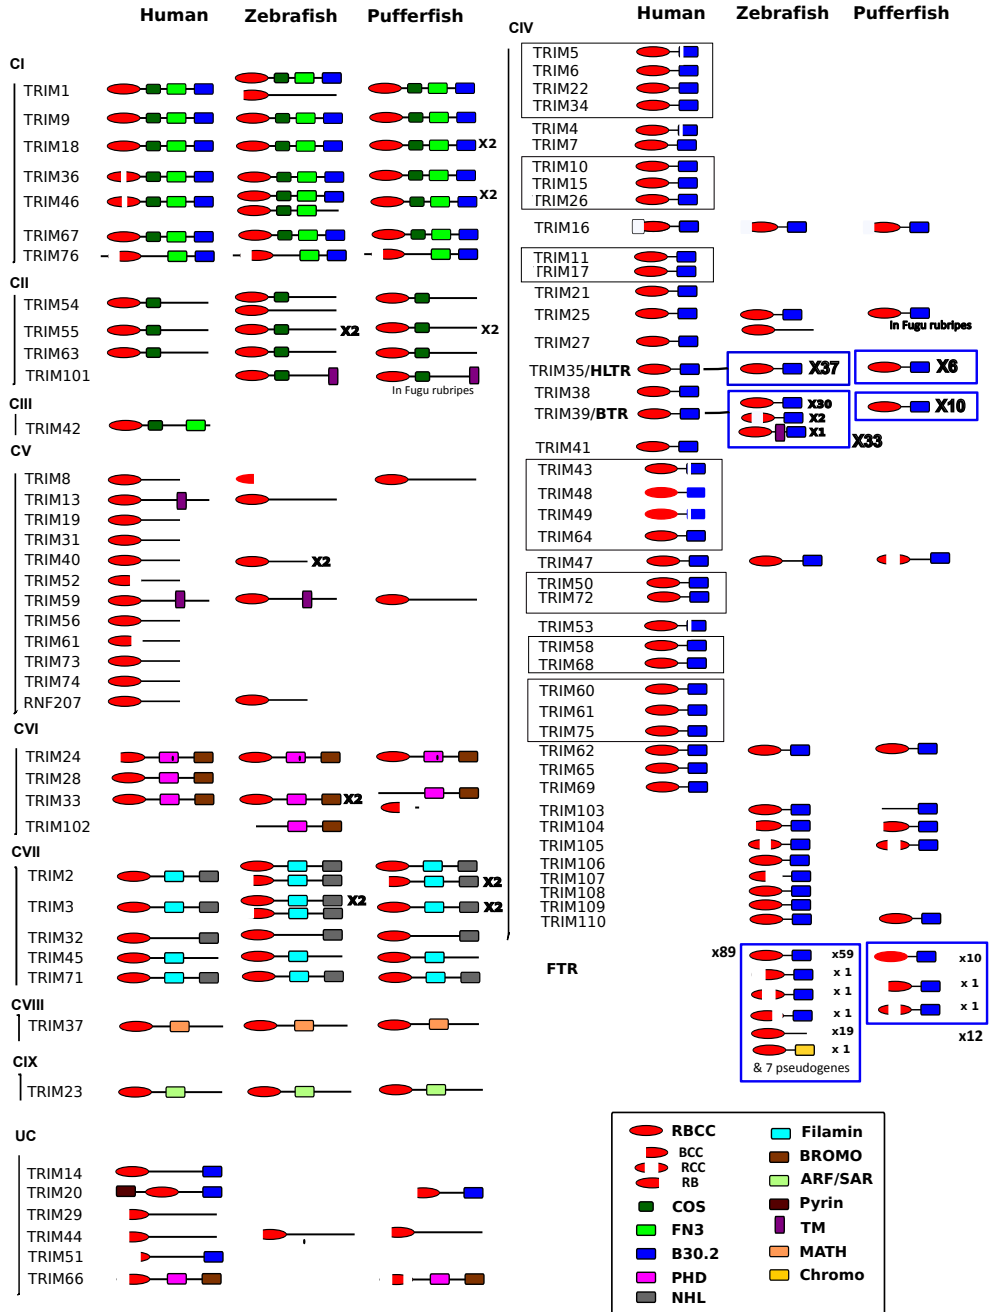 Human Zebrafish Pufferfish
CI
TRIM1
TRIM9
TRIM18 X2
TRIM36
TRIM46 X2
TRIM67
TRIM76
CII
TRIM54
TRIM55 X2 X2
TRIM63
TRIM101
In Fugu rubripes
CIII
TRIM42
CV
TRIM8
TRIM13
TRIM19
TRIM31
TRIM40 X2
TRIM52
TRIM59
TRIM56
TRIM61
TRIM73
TRIM74
RNF207
CVI
TRIM24
TRIM28
TRIM33 X2
TRIM102
CVII
TRIM2 X2
TRIM3 X2 X2
TRIM32
TRIM45
TRIM71
CVIII
TRIM37
CIX
TRIM23
UC
TRIM14
TRIM20
TRIM29
TRIM44
TRIM51
TRIM66
Human Zebrafish Pufferfish
CIV
TRIM5
TRIM6
TRIM22
TRIM34
TRIM4
TRIM7
TRIM10
TRIM15
TRIM26
TRIM16
TRIM11
TRIM17
TRIM21
TRIM25
In Fugu rubripes
TRIM27
TRIM35/HLTR X37 X6
TRIM38
X30 X10
TRIM39/BTR X2
X1
X33
TRIM41
TRIM43
TRIM48
TRIM49
TRIM64
TRIM47
TRIM50
TRIM72
TRIM53
TRIM58
TRIM68
TRIM60
TRIM61
TRIM75
TRIM62
TRIM65
TRIM69
TRIM103
TRIM104
TRIM105
TRIM106
TRIM107
TRIM108
TRIM109
TRIM110
x89 x59 x10
FTR
x 1 x 1
x 1 x 1
x 1
x19 x12
x 1
& 7 pseudogenes
RBCC
BCC
RCC
RB
COS
FN3
B30.2
PHD
NHL
Filamin
BROMO
ARF/SAR
Pyrin
TM
MATH
Chromo